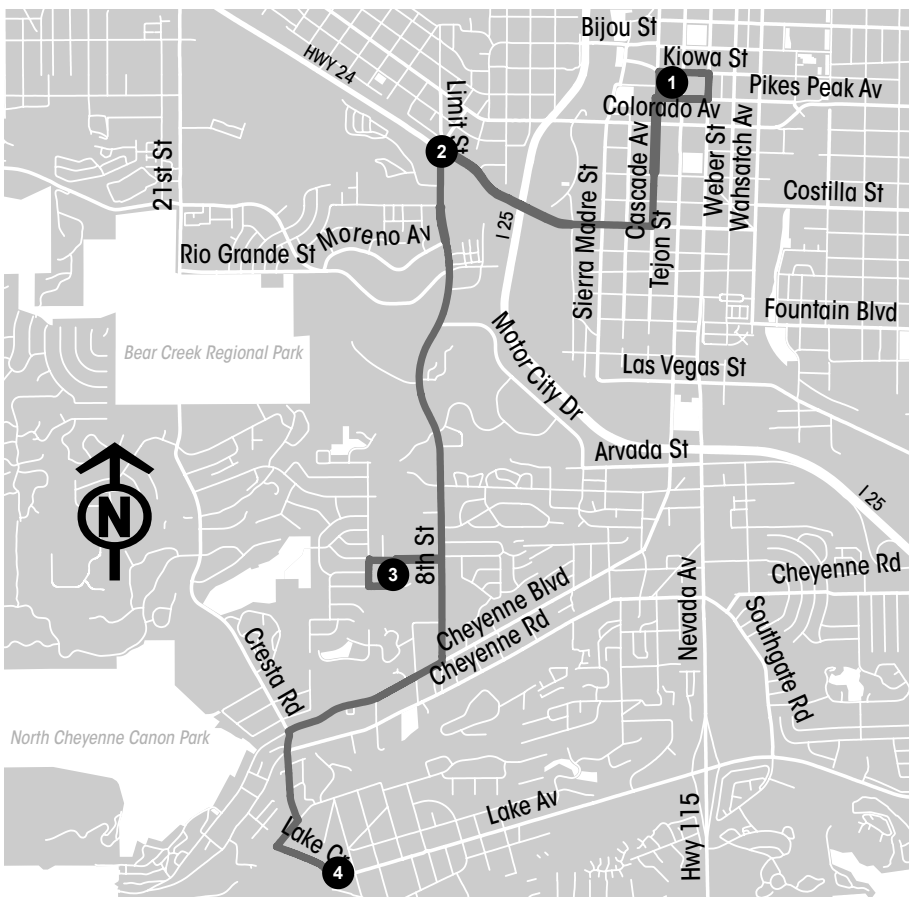 Bijou St
Kiowa St
1
Pikes Peak Av
HWY 24
Limit St
Colorado Av
2
21st St
Cascade Av
Weber St
Wahsatch Av
Costilla St
Sierra Madre St
I 25
Moreno Av
Rio Grande St
Tejon St
Fountain Blvd
Bear Creek Regional Park
Motor City Dr
Las Vegas St
Arvada St
N
I 25
8th St
3
Cheyenne Rd
Cheyenne Blvd
Cheyenne Rd
Nevada Av
Southgate Rd
Cresta Rd
North Cheyenne Canon Park
Lake Av
Hwy 115
Lake Cr
4